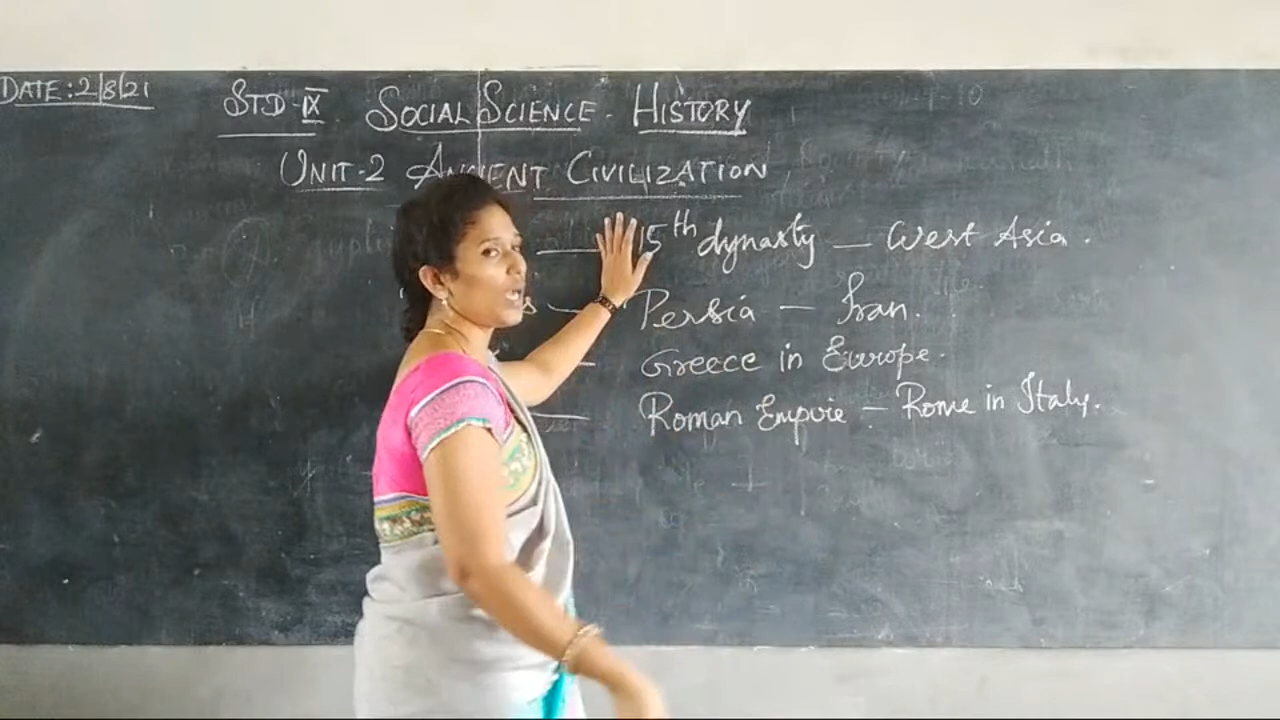 DATE: 2/8/21
STD-IX SOCIAL SCIENCE - HISTORY
UNIT-2 ANCIENT CIVILIZATION
— 15th dynasty — West Asia.
— Persia — Iran.
— Greece in Europe.
— Roman Empire — Rome in Italy.